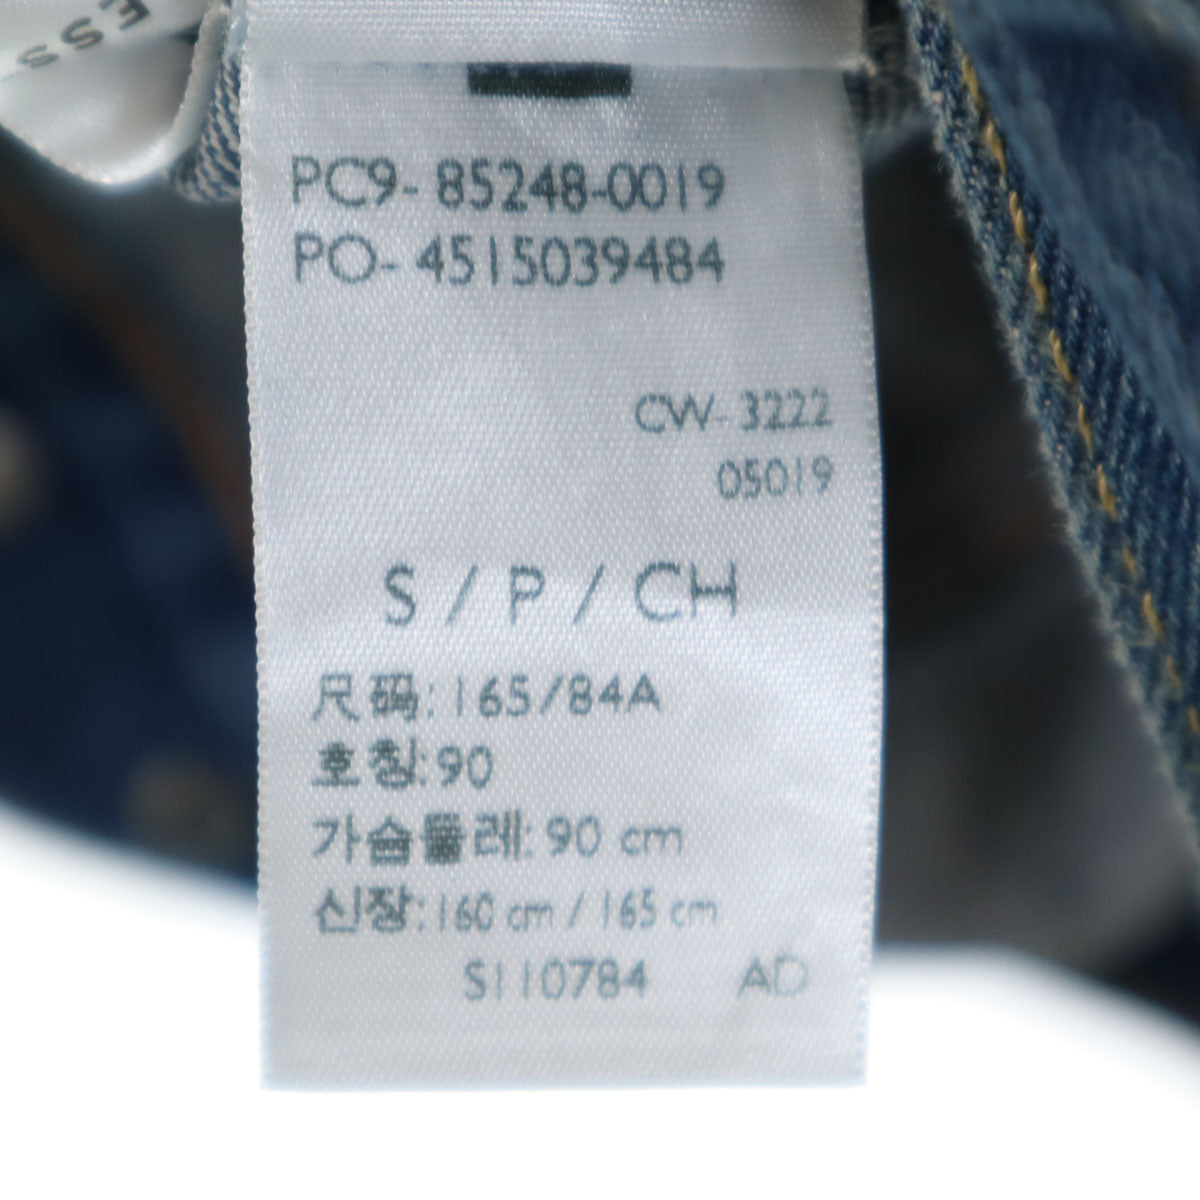 ESS
PC9- 85248-0019
PO- 4515039484
CW- 3222
05019
S / P / CH
尺码: 165/84A
호칭: 90
가슴둘레: 90 cm
신장: 160 cm / 165 cm
S110784 AD